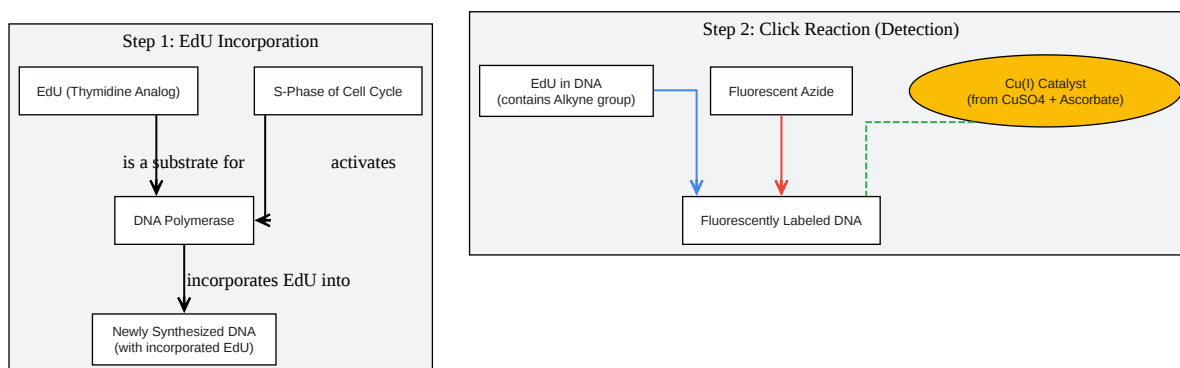 Step 1: EdU Incorporation
EdU (Thymidine Analog)
S-Phase of Cell Cycle
is a substrate for
activates
DNA Polymerase
incorporates EdU into
Newly Synthesized DNA
(with incorporated EdU)
Step 2: Click Reaction (Detection)
EdU in DNA
(contains Alkyne group)
Fluorescent Azide
Cu(I) Catalyst
(from CuSO4 + Ascorbate)
Fluorescently Labeled DNA